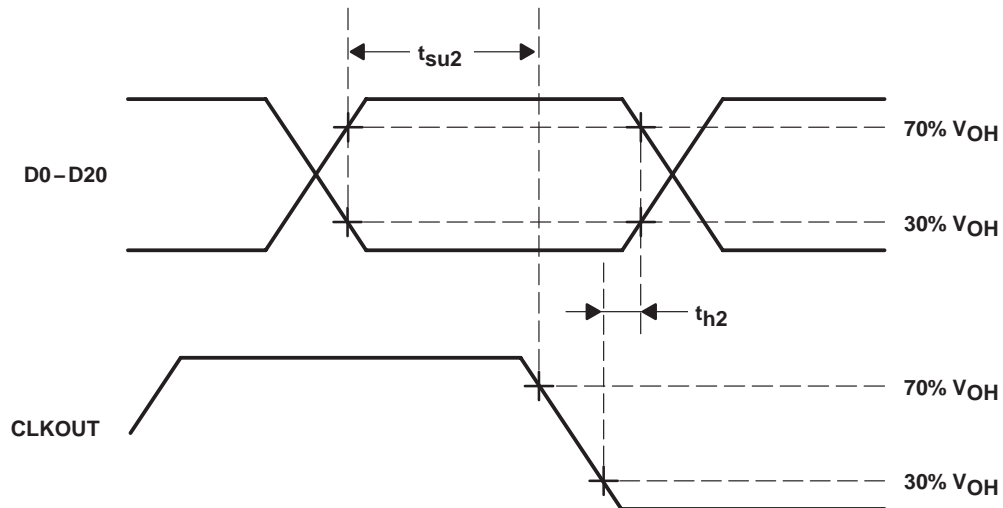 tsu2
70% VOH
D0–D20
30% VOH
th2
70% VOH
CLKOUT
30% VOH